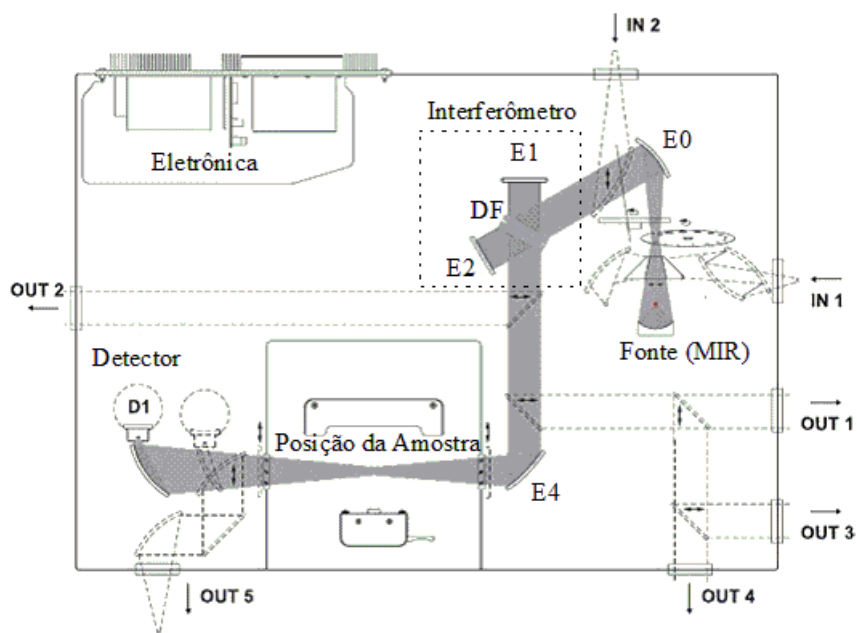 IN 2
Interferômetro
E0
Eletrônica
E1
DF
E2
OUT 2
IN 1
Fonte (MIR)
Detector
D1
OUT 1
Posição da Amostra
E4
OUT 3
OUT 5
OUT 4